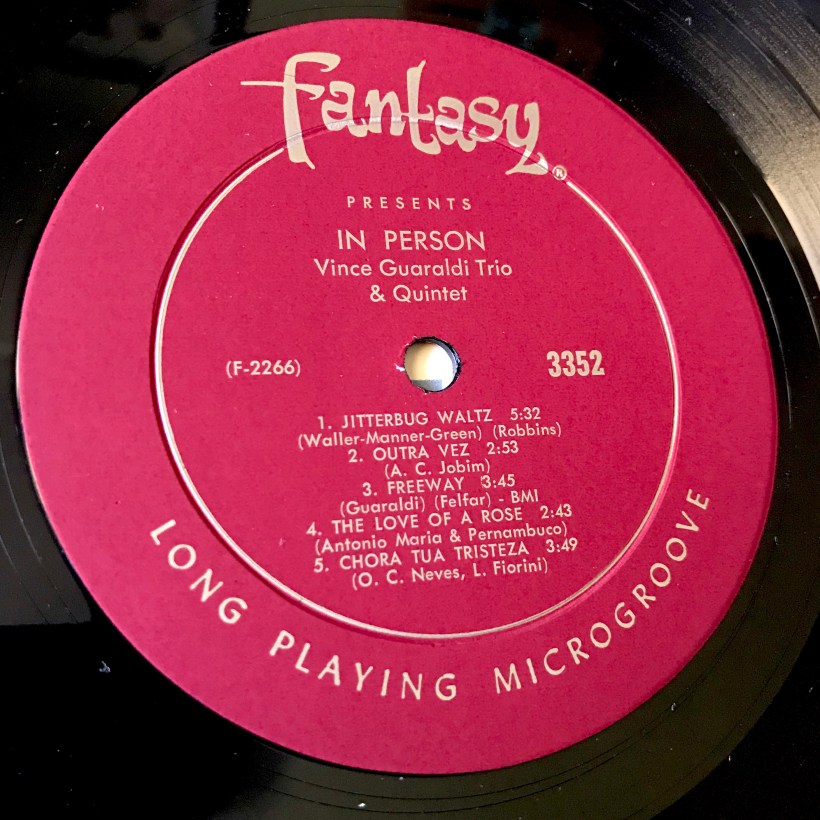 fantasy®
PRESENTS
IN PERSON
Vince Guaraldi Trio
& Quintet
(F-2266)
3352
1. JITTERBUG WALTZ 5:32
(Waller-Manner-Green) (Robbins)
2. OUTRA VEZ 2:53
(A. C. Jobim)
3. FREEWAY 3:45
(Guaraldi) (Felfar) - BMI
4. THE LOVE OF A ROSE 2:43
(Antonio Maria & Pernambuco)
5. CHORA TUA TRISTEZA 3:49
(O. C. Neves, L. Fiorini)
LONG PLAYING MICROGROOVE